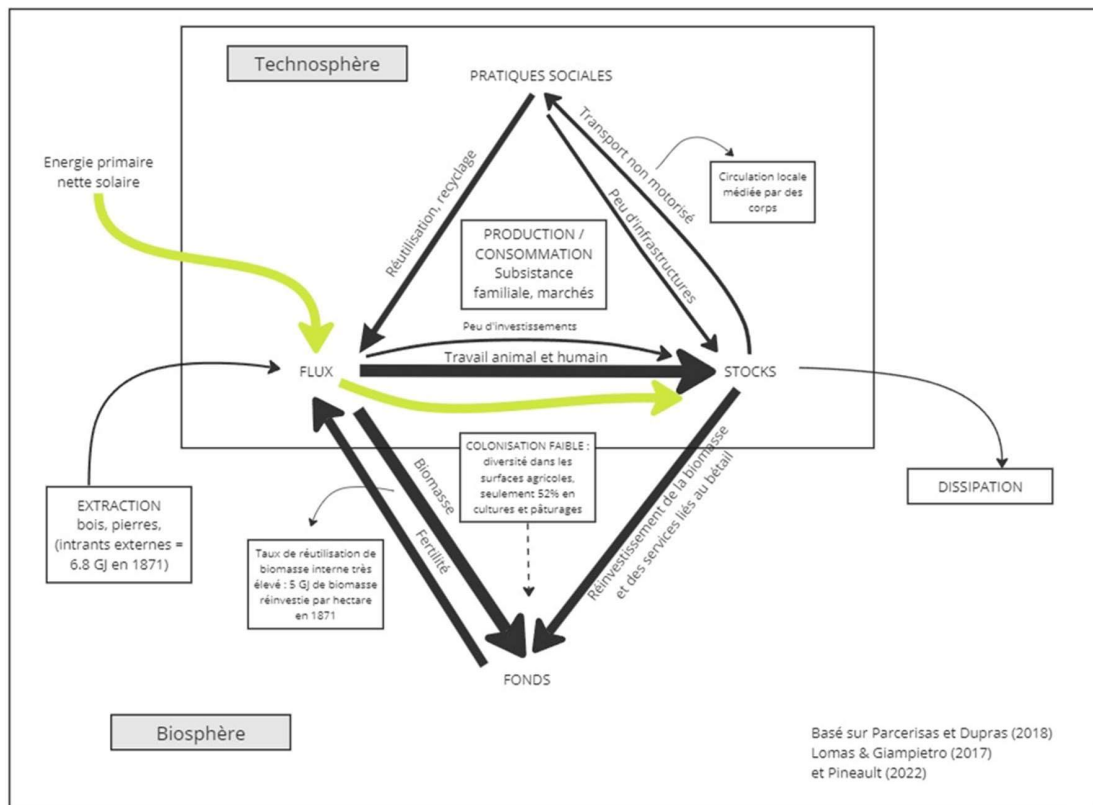 Technosphère
PRATIQUES SOCIALES
Energie primaire
nette solaire
Transport non motorisé
Circulation locale
médiée par des
corps
Réutilisation, recyclage
Peu d'infrastructures
PRODUCTION /
CONSOMMATION
Subsistance
familiale, marchés
Peu d'investissements
Travail animal et humain
FLUX
STOCKS
COLONISATION FAIBLE :
diversité dans les
surfaces agricoles,
seulement 52% en
cultures et pâturages
Biomasse
Fertilité
Réinvestissement de la biomasse
et des services liés au bétail
DISSIPATION
EXTRACTION
bois, pierres,
(intrants externes =
6.8 GJ en 1871)
Taux de réutilisation de
biomasse interne très
élevé : 5 GJ de biomasse
réinvestie par hectare
en 1871
FONDS
Biosphère
Basé sur Parcerisas et Dupras (2018)
Lomas & Giampietro (2017)
et Pineault (2022)